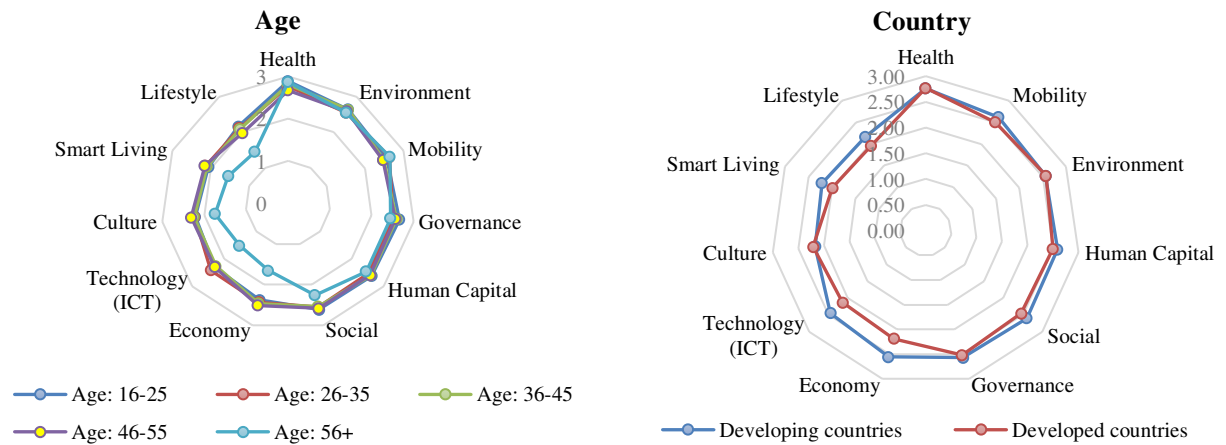 Age
Health
Environment
Mobility
Governance
Human Capital
Social
Economy
Technology
(ICT)
Culture
Smart Living
Lifestyle
3
2
1
0
Age: 16-25
Age: 26-35
Age: 36-45
Age: 46-55
Age: 56+
Country
Health
Mobility
Environment
Human Capital
Social
Governance
Economy
Technology
(ICT)
Culture
Smart Living
Lifestyle
3.00
2.50
2.00
1.50
1.00
0.50
0.00
Developing countries
Developed countries